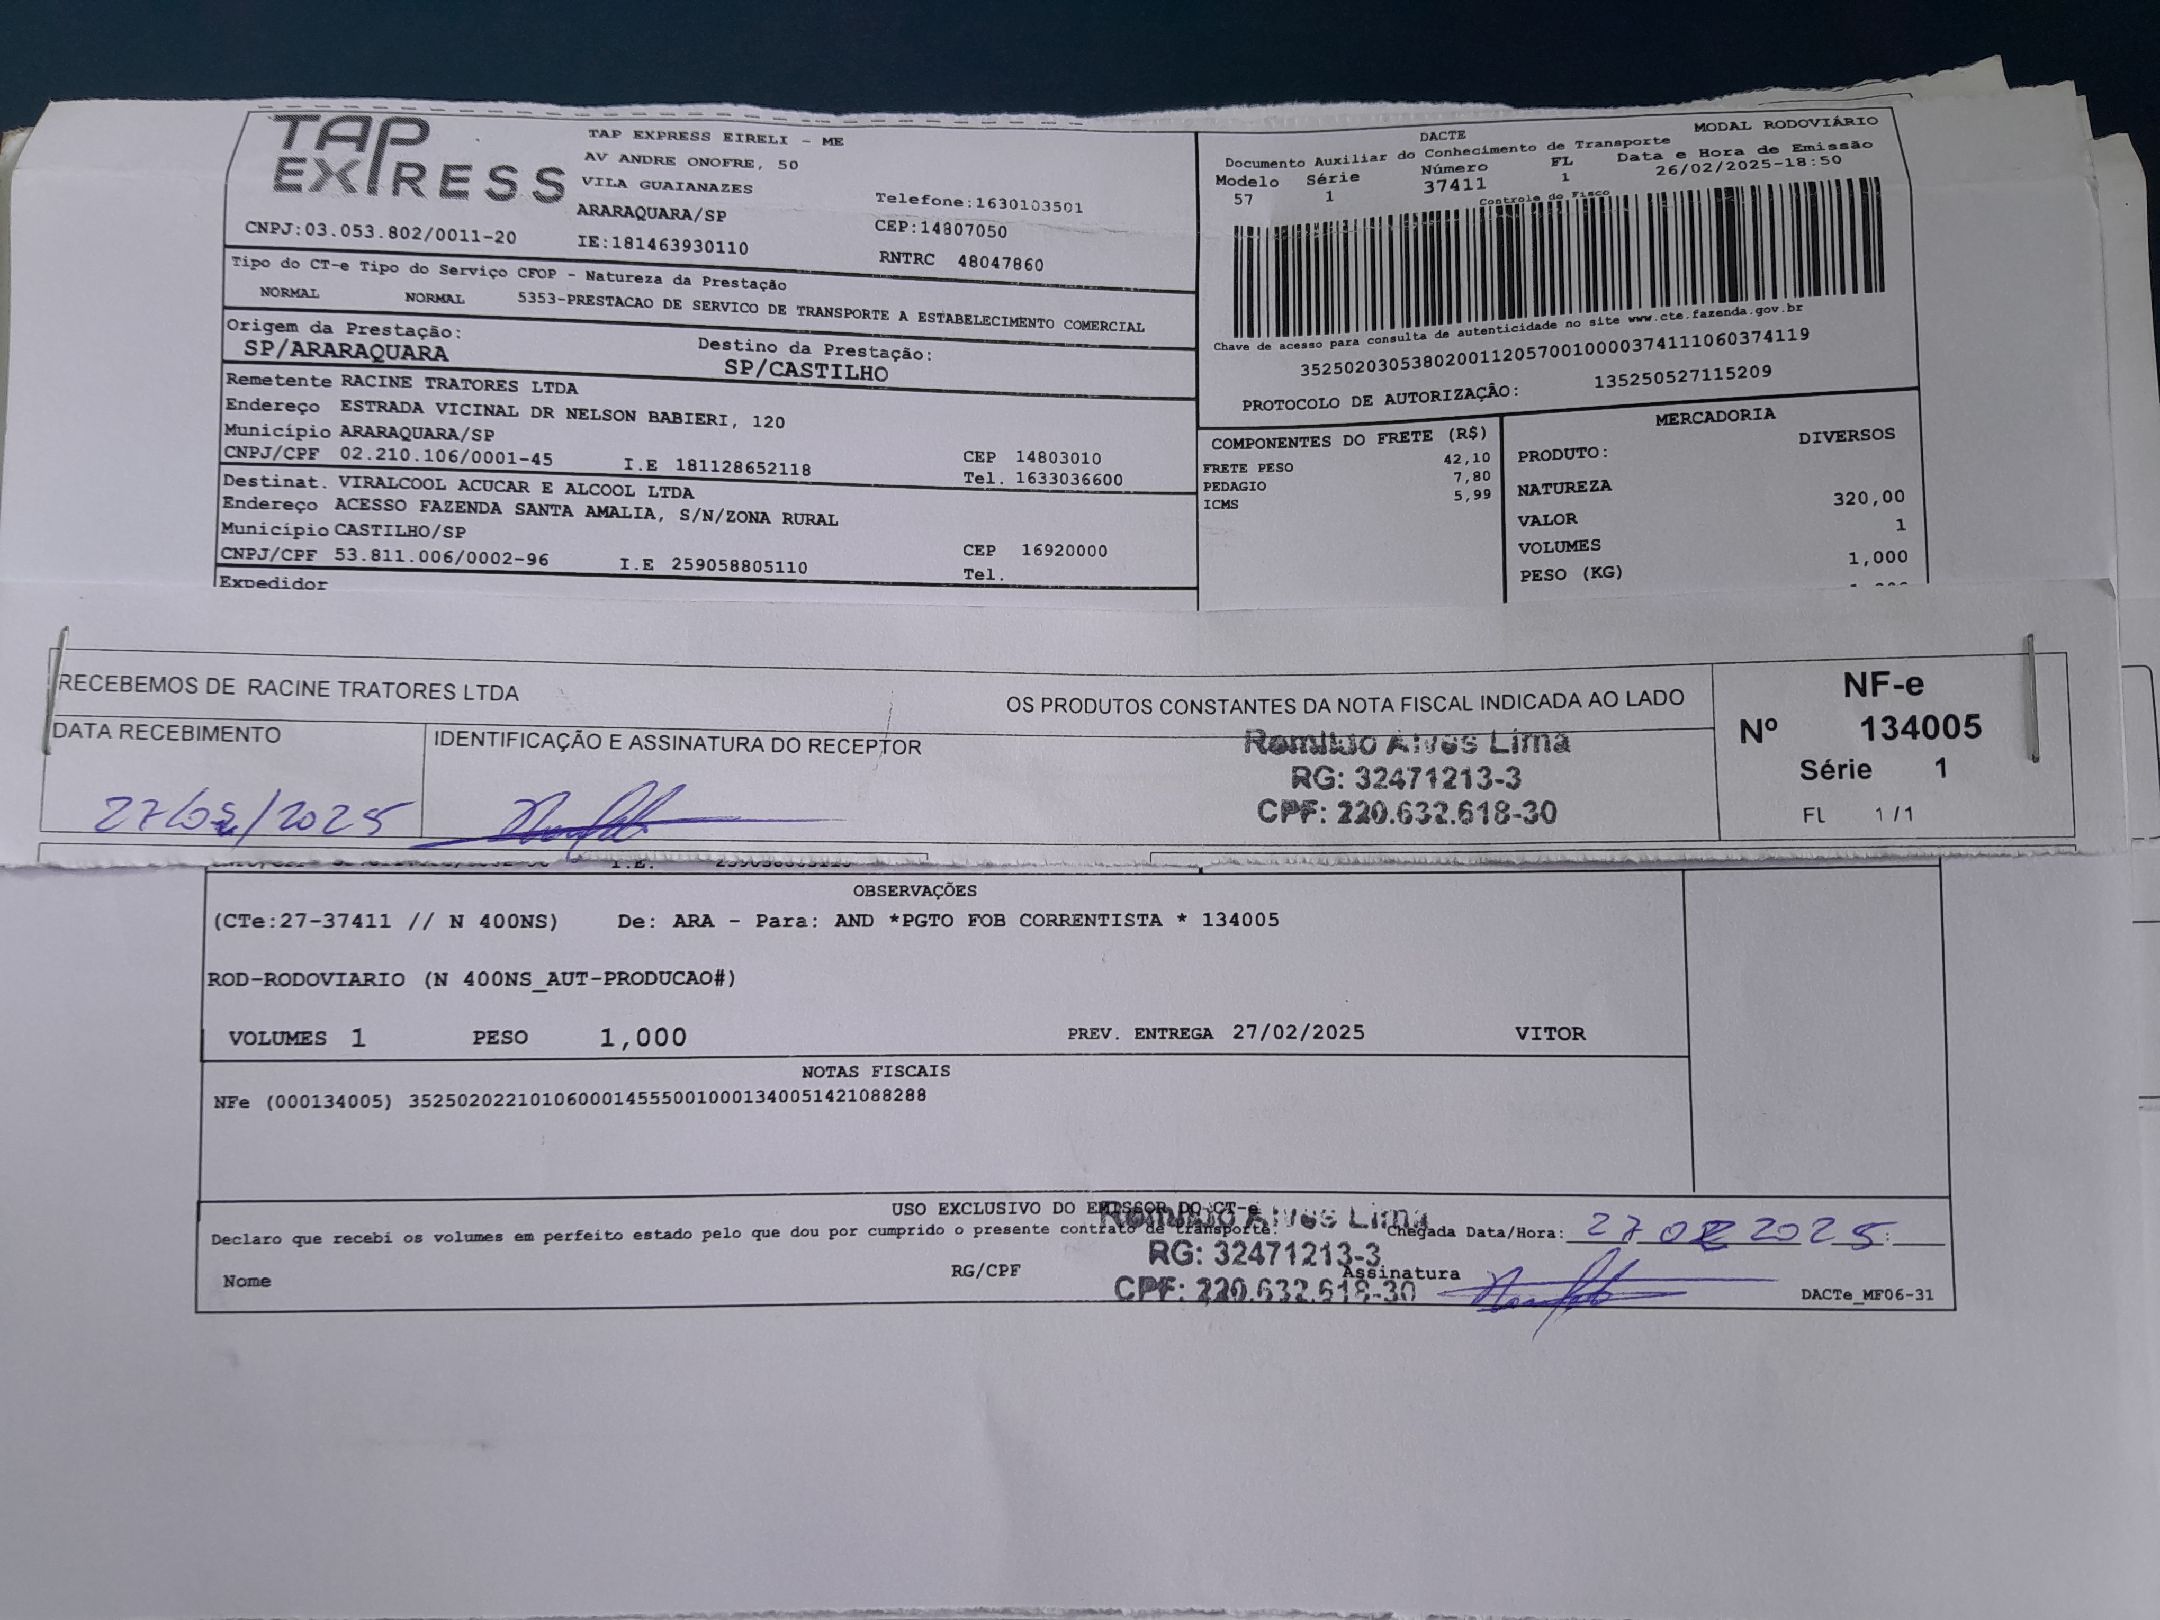 TAP EXPRESS
TAP EXPRESS EIRELI - ME
AV ANDRE ONOFRE, 50
VILA GUAIANAZES
ARARAQUARA/SP
Telefone:1630103501
CEP:14807050
CNPJ:03.053.802/0011-20
IE:181463930110
RNTRC 48047860
Tipo do CT-e Tipo do Serviço CFOP - Natureza da Prestação
NORMAL NORMAL 5353-PRESTACAO DE SERVICO DE TRANSPORTE A ESTABELECIMENTO COMERCIAL
Origem da Prestação:
SP/ARARAQUARA
Destino da Prestação:
SP/CASTILHO
Remetente RACINE TRATORES LTDA
Endereço ESTRADA VICINAL DR NELSON BABIERI, 120
Município ARARAQUARA/SP
CEP 14803010
CNPJ/CPF 02.210.106/0001-45 I.E 181128652118
Tel. 1633036600
Destinat. VIRALCOOL ACUCAR E ALCOOL LTDA
Endereço ACESSO FAZENDA SANTA AMALIA, S/N/ZONA RURAL
Município CASTILHO/SP
CEP 16920000
CNPJ/CPF 53.811.006/0002-96 I.E 259058805110
Tel.
Expedidor
DACTE
MODAL RODOVIÁRIO
Documento Auxiliar do Conhecimento de Transporte
Modelo Série Número FL Data e Hora de Emissão
57 1 37411 1 26/02/2025-18:50
Controle do Fisco
Chave de acesso para consulta de autenticidade no site www.cte.fazenda.gov.br
35250203053802001120570010000374111060374119
PROTOCOLO DE AUTORIZAÇÃO: 135250527115209
COMPONENTES DO FRETE (R$)
FRETE PESO 42,10
PEDAGIO 7,80
ICMS 5,99
MERCADORIA
PRODUTO: DIVERSOS
NATUREZA
VALOR 320,00
VOLUMES 1
PESO (KG) 1,000
RECEBEMOS DE RACINE TRATORES LTDA
OS PRODUTOS CONSTANTES DA NOTA FISCAL INDICADA AO LADO
DATA RECEBIMENTO
27/02/2025
IDENTIFICAÇÃO E ASSINATURA DO RECEPTOR
Alves Lima
RG: 32471213-3
CPF: 220.632.618-30
NF-e
Nº 134005
Série 1
FL 1/1
OBSERVAÇÕES
(CTe:27-37411 // N 400NS) De: ARA - Para: AND *PGTO FOB CORRENTISTA * 134005
ROD-RODOVIARIO (N 400NS_AUT-PRODUCAO#)
VOLUMES 1 PESO 1,000 PREV. ENTREGA 27/02/2025 VITOR
NOTAS FISCAIS
NFe (000134005) 35250202210106000145550010001340051421088288
USO EXCLUSIVO DO EMISSOR DO CT-e
Declaro que recebi os volumes em perfeito estado pelo que dou por cumprido o presente contrato de transporte.
Chegada Data/Hora: 27 02 2025 :
Alves Lima
RG: 32471213-3
CPF: 220.632.618-30
Nome
RG/CPF
Assinatura
DACTe_MF06-31